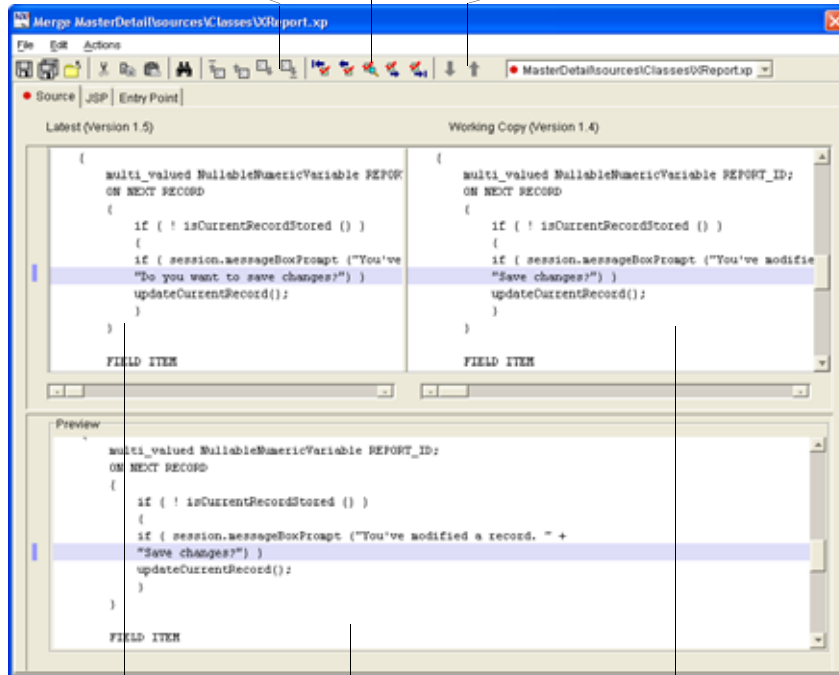 Merge MasterDetail\sources\Classes\XReport.xp
File Edit Actions
MasterDetail\sources\Classes\XReport.xp
Source JSP Entry Point
Latest (Version 1.5) Working Copy (Version 1.4)
{
multi_valued NullableNumericVariable REPOR
ON NEXT RECORD
{
if ( ! isCurrentRecordStored () )
{
if ( session.messageBoxPrompt ("You've
"Do you want to save changes?") )
updateCurrentRecord();
}
}
FIELD ITEM
{
multi_valued NullableNumericVariable REPORT_ID;
ON NEXT RECORD
{
if ( ! isCurrentRecordStored () )
{
if ( session.messageBoxPrompt ("You've modifie
"Save changes?") )
updateCurrentRecord();
}
}
FIELD ITEM
Preview
multi_valued NullableNumericVariable REPORT_ID;
ON NEXT RECORD
{
if ( ! isCurrentRecordStored () )
{
if ( session.messageBoxPrompt ("You've modified a record. " +
"Save changes?") )
updateCurrentRecord();
}
}
FIELD ITEM